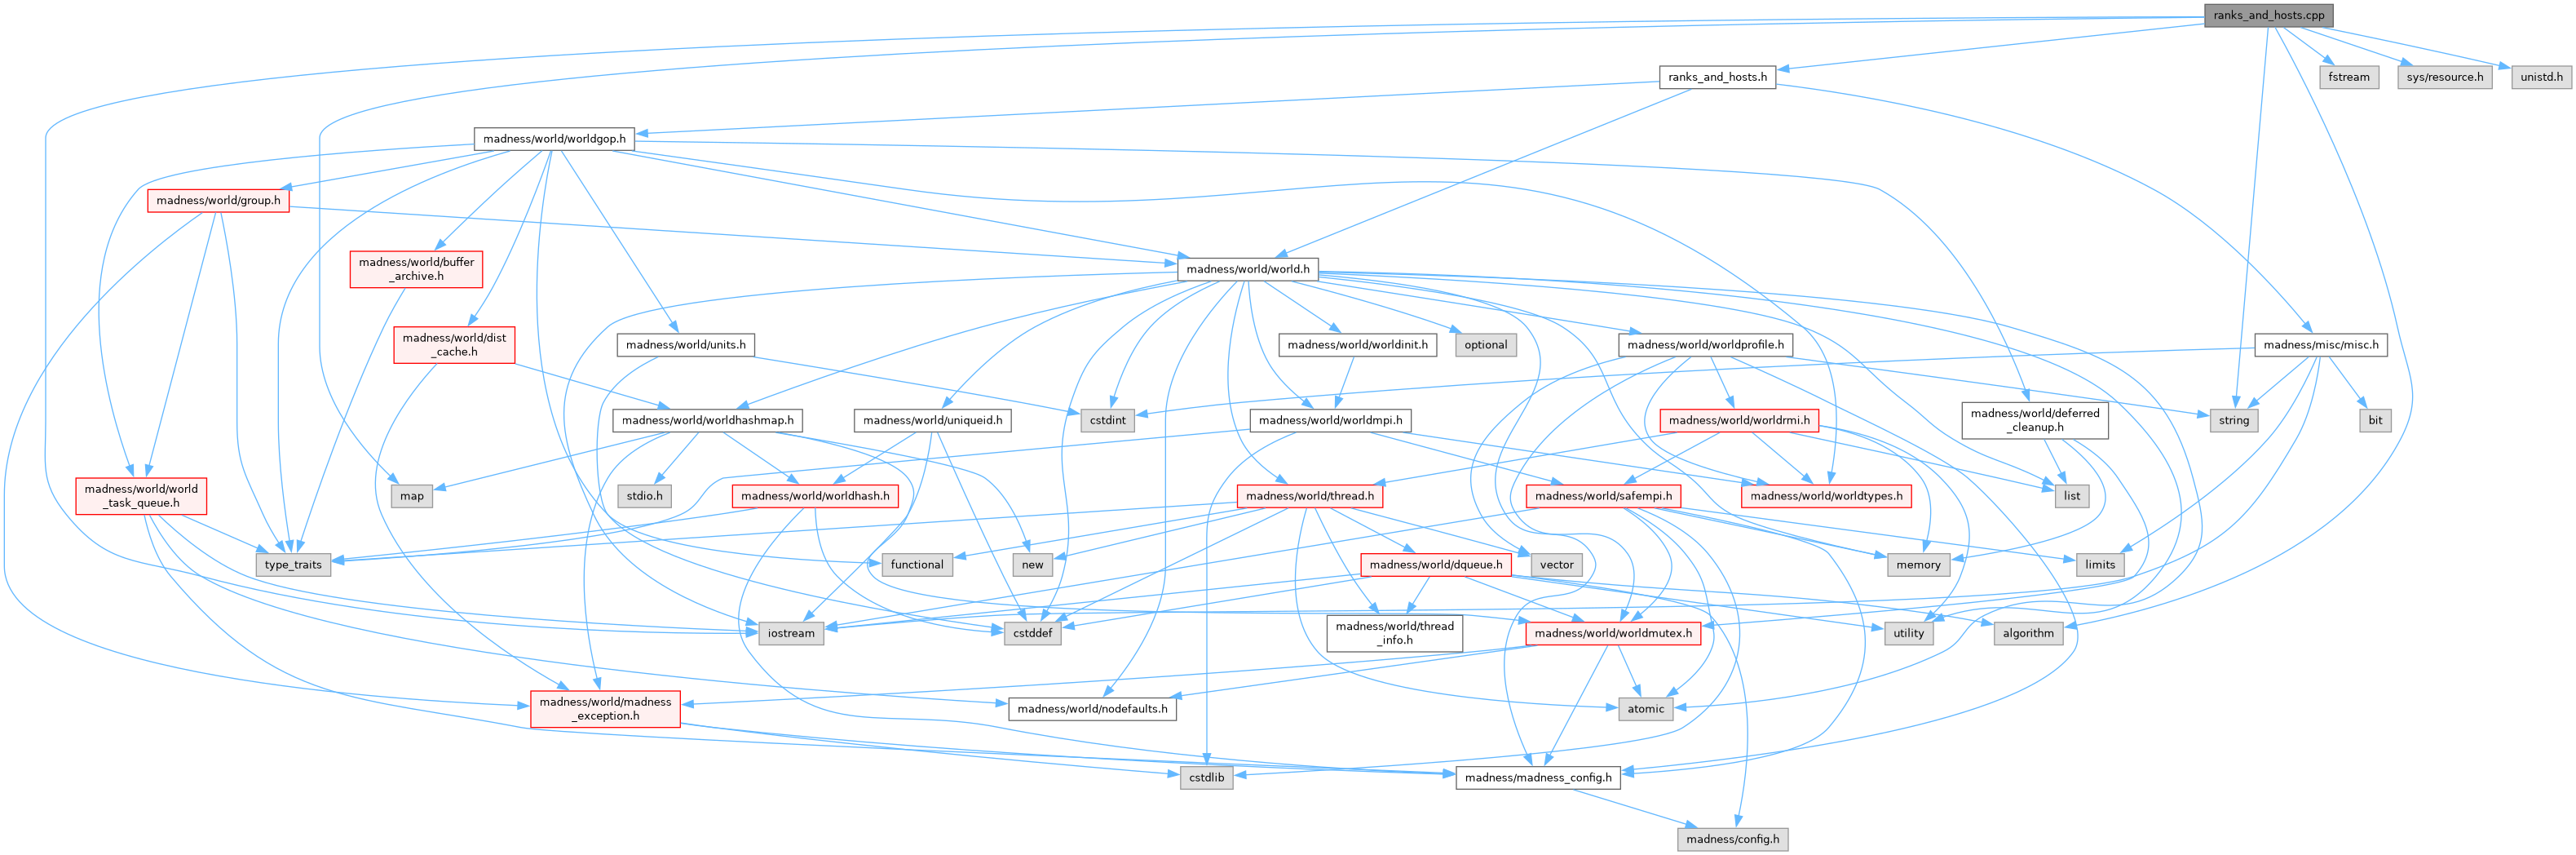 ranks_and_hosts.cpp
ranks_and_hosts.h
fstream
sys/resource.h
unistd.h
madness/world/worldgop.h
madness/world/group.h
madness/world/buffer
_archive.h
madness/world/world.h
madness/world/dist
_cache.h
madness/world/units.h
madness/world/worldinit.h
optional
madness/world/worldprofile.h
madness/misc/misc.h
madness/world/worldhashmap.h
madness/world/uniqueid.h
cstdint
madness/world/worldmpi.h
madness/world/worldrmi.h
madness/world/deferred
_cleanup.h
string
bit
madness/world/world
_task_queue.h
map
stdio.h
madness/world/worldhash.h
madness/world/thread.h
madness/world/safempi.h
madness/world/worldtypes.h
list
type_traits
functional
new
madness/world/dqueue.h
vector
memory
limits
iostream
cstddef
madness/world/thread
_info.h
madness/world/worldmutex.h
utility
algorithm
madness/world/madness
_exception.h
madness/world/nodefaults.h
atomic
cstdlib
madness/madness_config.h
madness/config.h